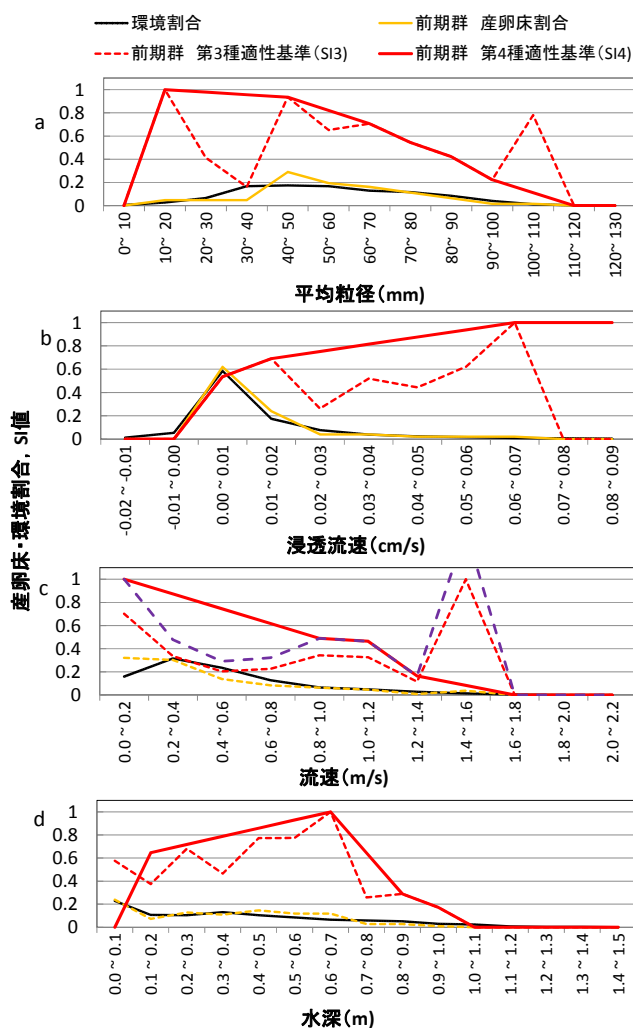 環境割合
前期群 産卵床割合
前期群 第3種適性基準(SI3)
前期群 第4種適性基準(SI4)
産卵床・環境割合, SI値
a
1
0.8
0.6
0.4
0.2
0
0~ 10
10~ 20
20~ 30
30~ 40
40~ 50
50~ 60
60~ 70
70~ 80
80~ 90
90~ 100
100~ 110
110~ 120
120~ 130
平均粒径(mm)
b
1
0.8
0.6
0.4
0.2
0
-0.02 ~ -0.01
-0.01 ~ 0.00
0.00 ~ 0.01
0.01 ~ 0.02
0.02 ~ 0.03
0.03 ~ 0.04
0.04 ~ 0.05
0.05 ~ 0.06
0.06 ~ 0.07
0.07 ~ 0.08
0.08 ~ 0.09
浸透流速(cm/s)
c
1
0.8
0.6
0.4
0.2
0
0.0 ~ 0.2
0.2 ~ 0.4
0.4 ~ 0.6
0.6 ~ 0.8
0.8 ~ 1.0
1.0 ~ 1.2
1.2 ~ 1.4
1.4 ~ 1.6
1.6 ~ 1.8
1.8 ~ 2.0
2.0 ~ 2.2
流速(m/s)
d
1
0.8
0.6
0.4
0.2
0
0.0 ~ 0.1
0.1 ~ 0.2
0.2 ~ 0.3
0.3 ~ 0.4
0.4 ~ 0.5
0.5 ~ 0.6
0.6 ~ 0.7
0.7 ~ 0.8
0.8 ~ 0.9
0.9 ~ 1.0
1.0 ~ 1.1
1.1 ~ 1.2
1.2 ~ 1.3
1.3 ~ 1.4
1.4 ~ 1.5
水深(m)